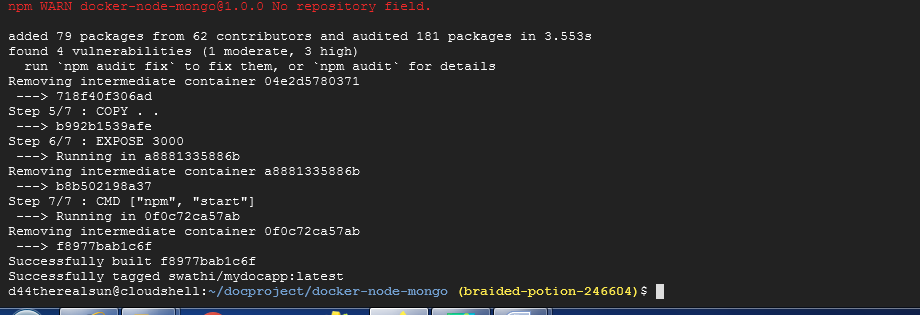 npm WARN docker-node-mongo@1.0.0 No repository field.
added 79 packages from 62 contributors and audited 181 packages in 3.553s
found 4 vulnerabilities (1 moderate, 3 high)
  run `npm audit fix` to fix them, or `npm audit` for details
Removing intermediate container 04e2d5780371
 ---> 718f40f306ad
Step 5/7 : COPY . .
 ---> b992b1539afe
Step 6/7 : EXPOSE 3000
 ---> Running in a8881335886b
Removing intermediate container a8881335886b
 ---> b8b502198a37
Step 7/7 : CMD ["npm", "start"]
 ---> Running in 0f0c72ca57ab
Removing intermediate container 0f0c72ca57ab
 ---> f8977bab1c6f
Successfully built f8977bab1c6f
Successfully tagged swathi/mydocapp:latest
d44therealsun@cloudshell:~/docproject/docker-node-mongo (braided-potion-246604)$